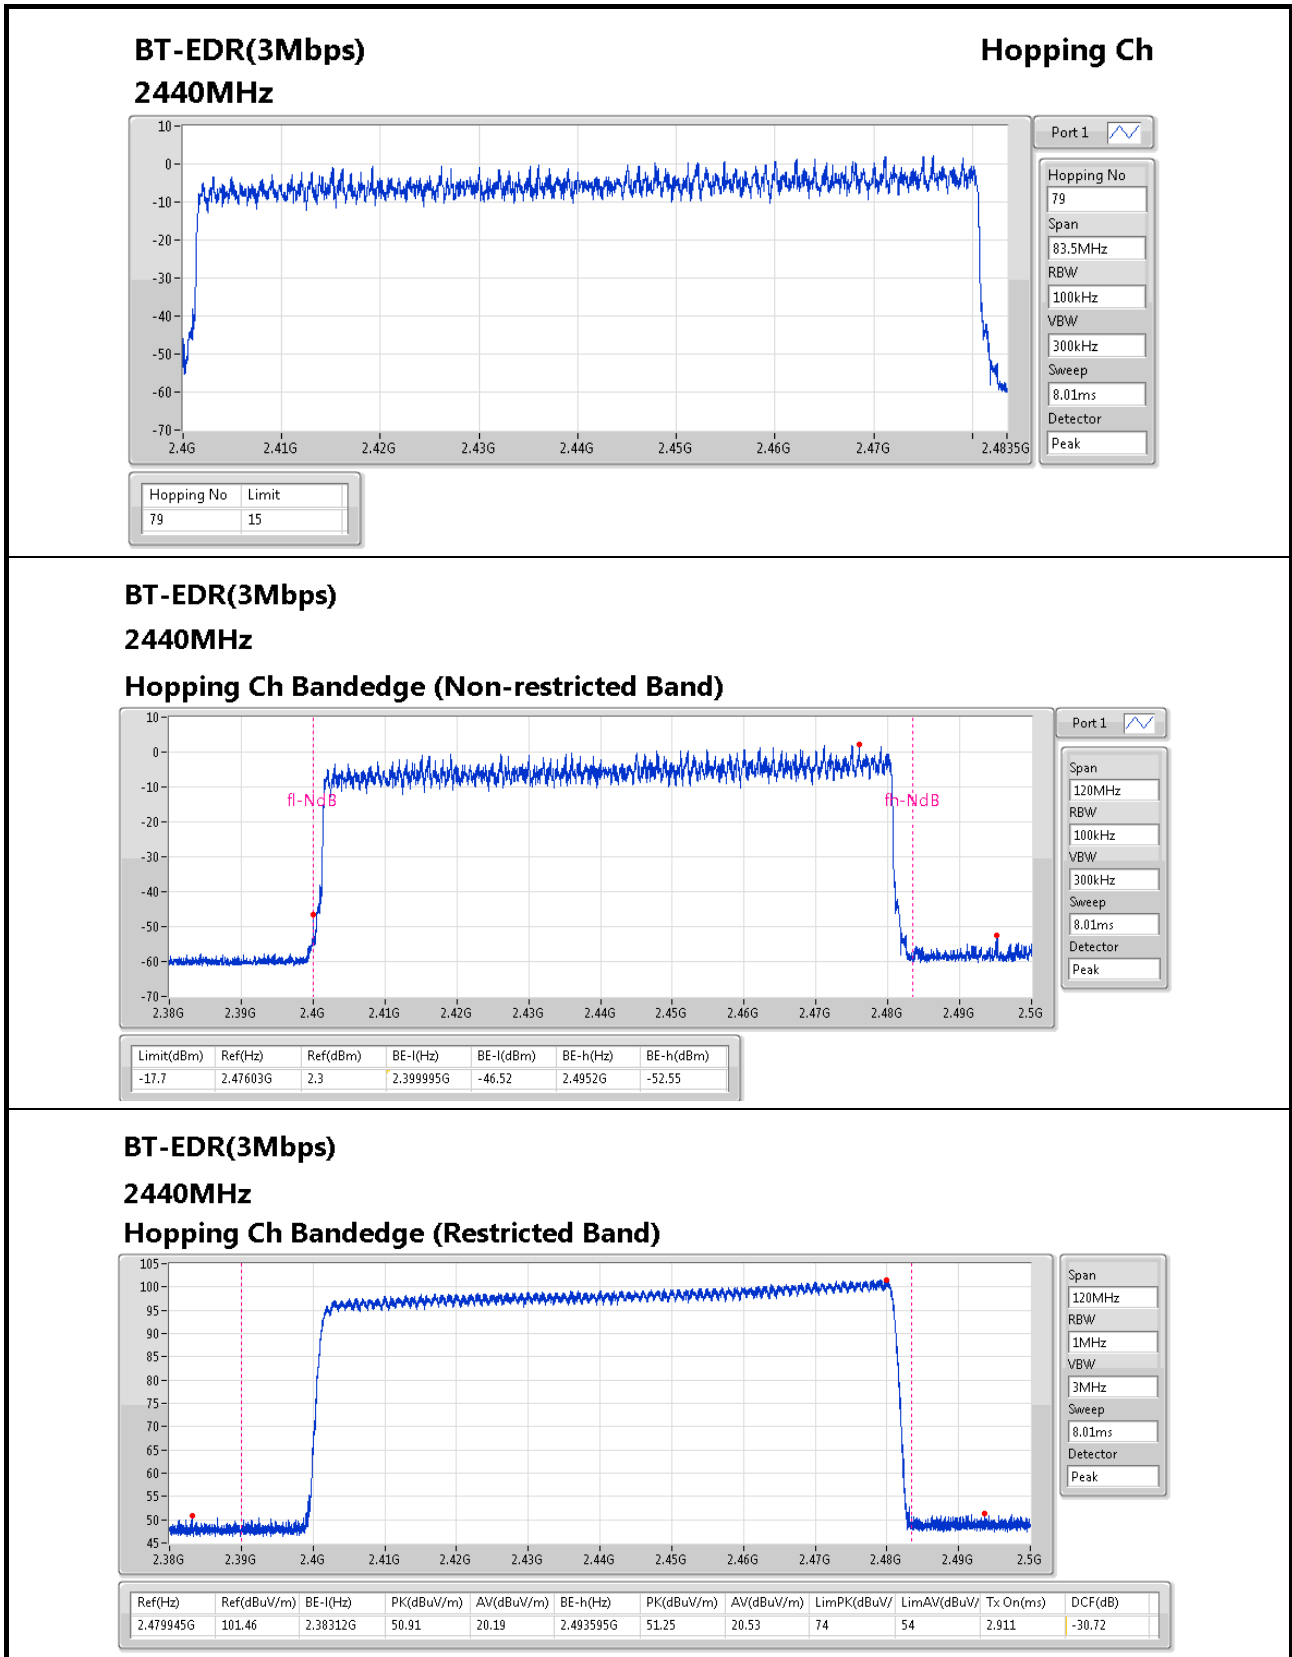 BT-EDR(3Mbps) Hopping Ch
2440MHz
10
0
-10
-20
-30
-40
-50
-60
-70
2.4G 2.41G 2.42G 2.43G 2.44G 2.45G 2.46G 2.47G 2.4835G
Port 1
Hopping No
79
Span
83.5MHz
RBW
100kHz
VBW
300kHz
Sweep
8.01ms
Detector
Peak
Hopping No Limit
79 15
BT-EDR(3Mbps)
2440MHz
Hopping Ch Bandedge (Non-restricted Band)
10
0
-10
-20
-30
-40
-50
-60
-70
fl-NdB fh-NdB
2.38G 2.39G 2.4G 2.41G 2.42G 2.43G 2.44G 2.45G 2.46G 2.47G 2.48G 2.49G 2.5G
Port 1
Span
120MHz
RBW
100kHz
VBW
300kHz
Sweep
8.01ms
Detector
Peak
Limit(dBm) Ref(Hz) Ref(dBm) BE-l(Hz) BE-l(dBm) BE-h(Hz) BE-h(dBm)
-17.7 2.47603G 2.3 2.399995G -46.52 2.4952G -52.55
BT-EDR(3Mbps)
2440MHz
Hopping Ch Bandedge (Restricted Band)
105
100
95
90
85
80
75
70
65
60
55
50
45
2.38G 2.39G 2.4G 2.41G 2.42G 2.43G 2.44G 2.45G 2.46G 2.47G 2.48G 2.49G 2.5G
Span
120MHz
RBW
1MHz
VBW
3MHz
Sweep
8.01ms
Detector
Peak
Ref(Hz) Ref(dBuV/m) BE-l(Hz) PK(dBuV/m) AV(dBuV/m) BE-h(Hz) PK(dBuV/m) AV(dBuV/m) LimPK(dBuV/ LimAV(dBuV/ Tx On(ms) DCF(dB)
2.479945G 101.46 2.38312G 50.91 20.19 2.493595G 51.25 20.53 74 54 2.911 -30.72